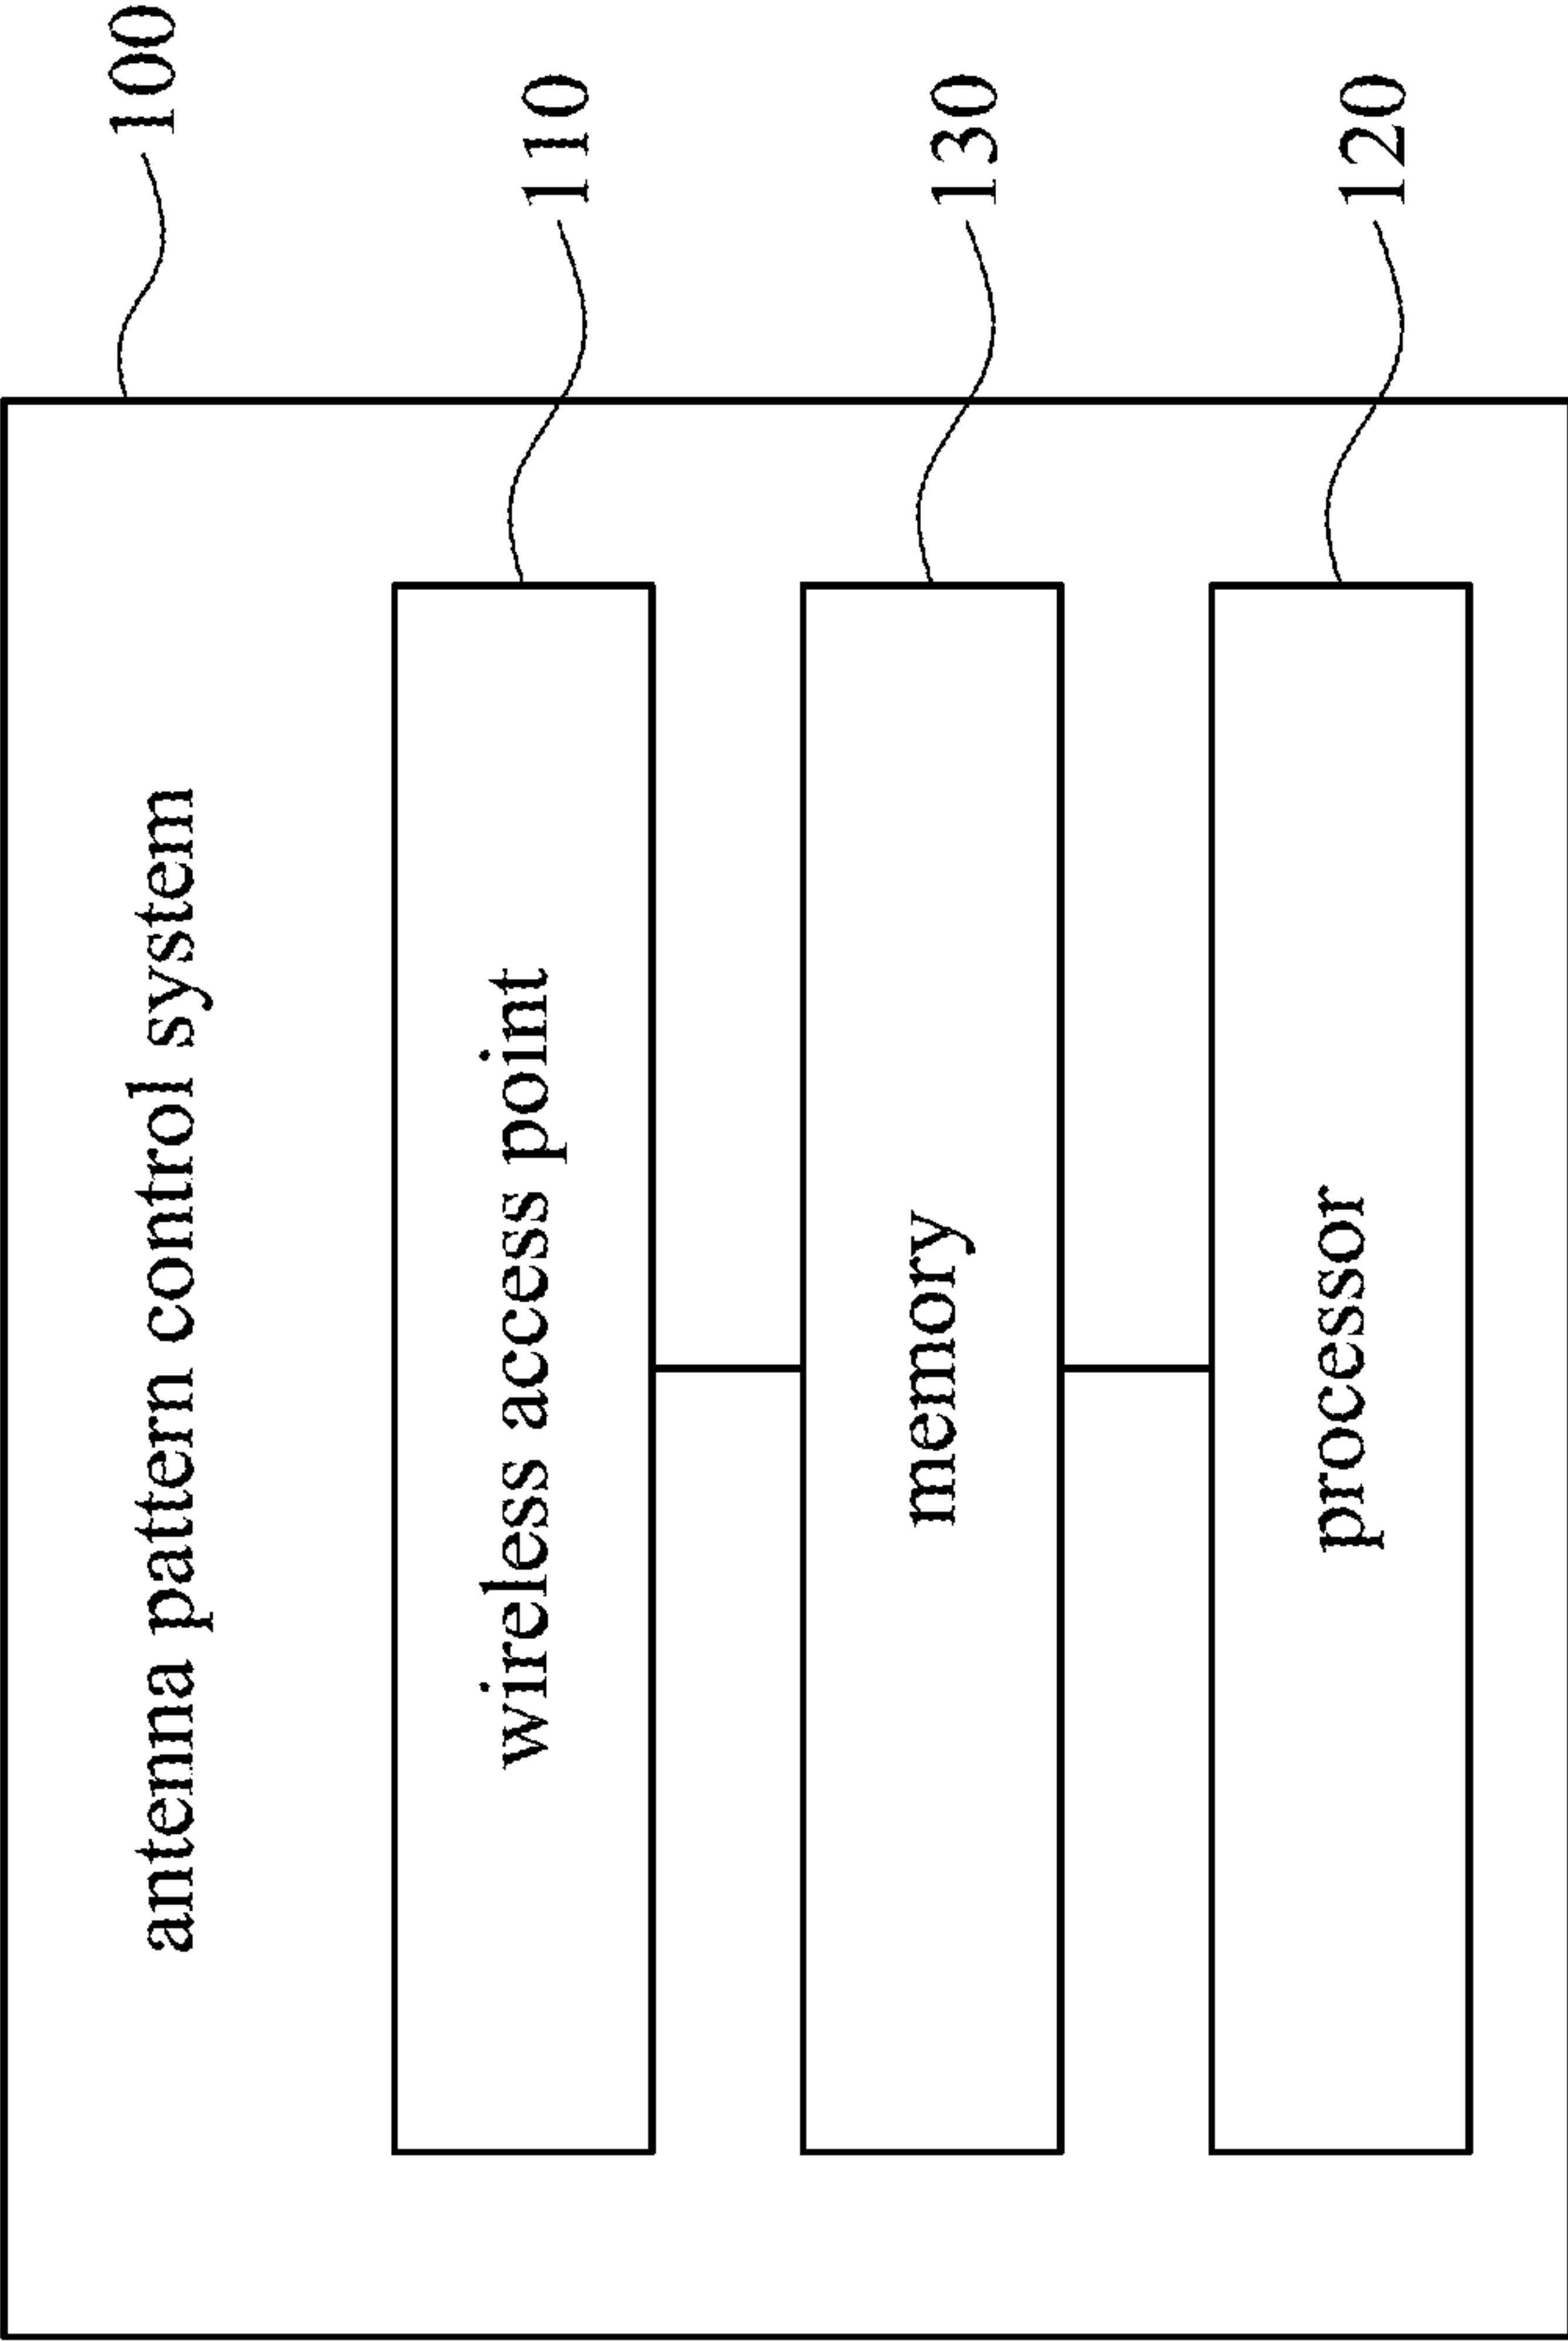 antenna pattern control system
100
wireless access point
110
memory
130
processor
120